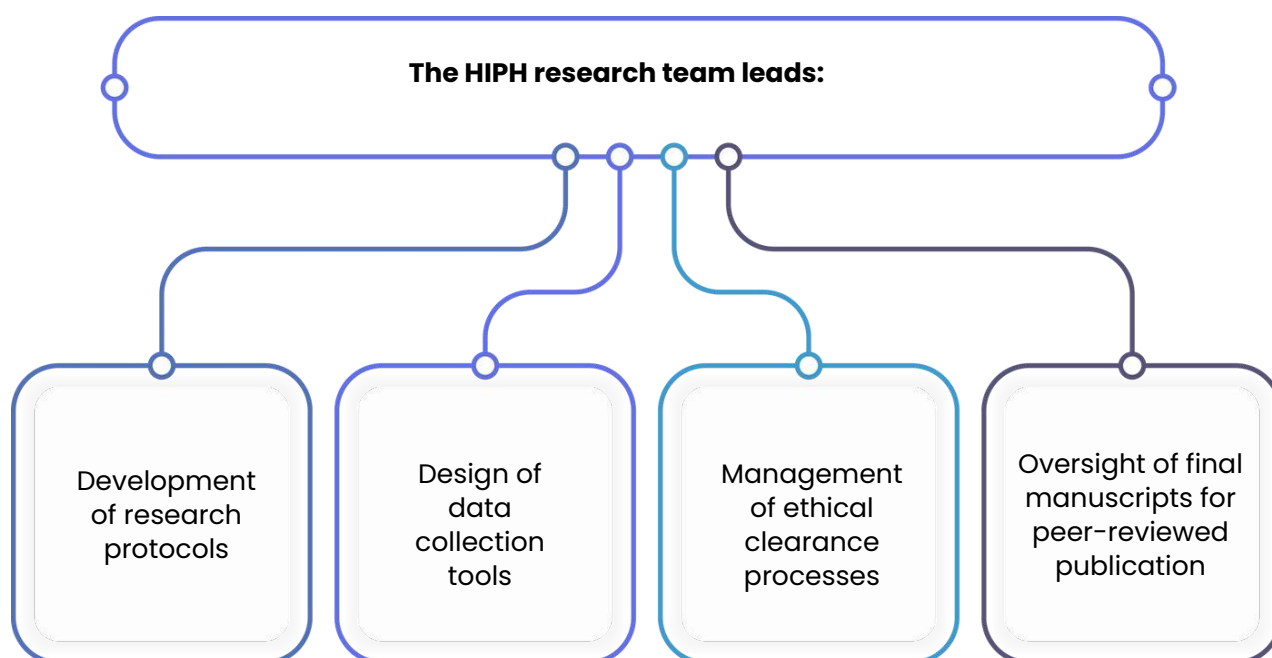 The HIPH research team leads:
Development
of research
protocols
Design of
data
collection
tools
Management
of ethical
clearance
processes
Oversight of final
manuscripts for
peer-reviewed
publication